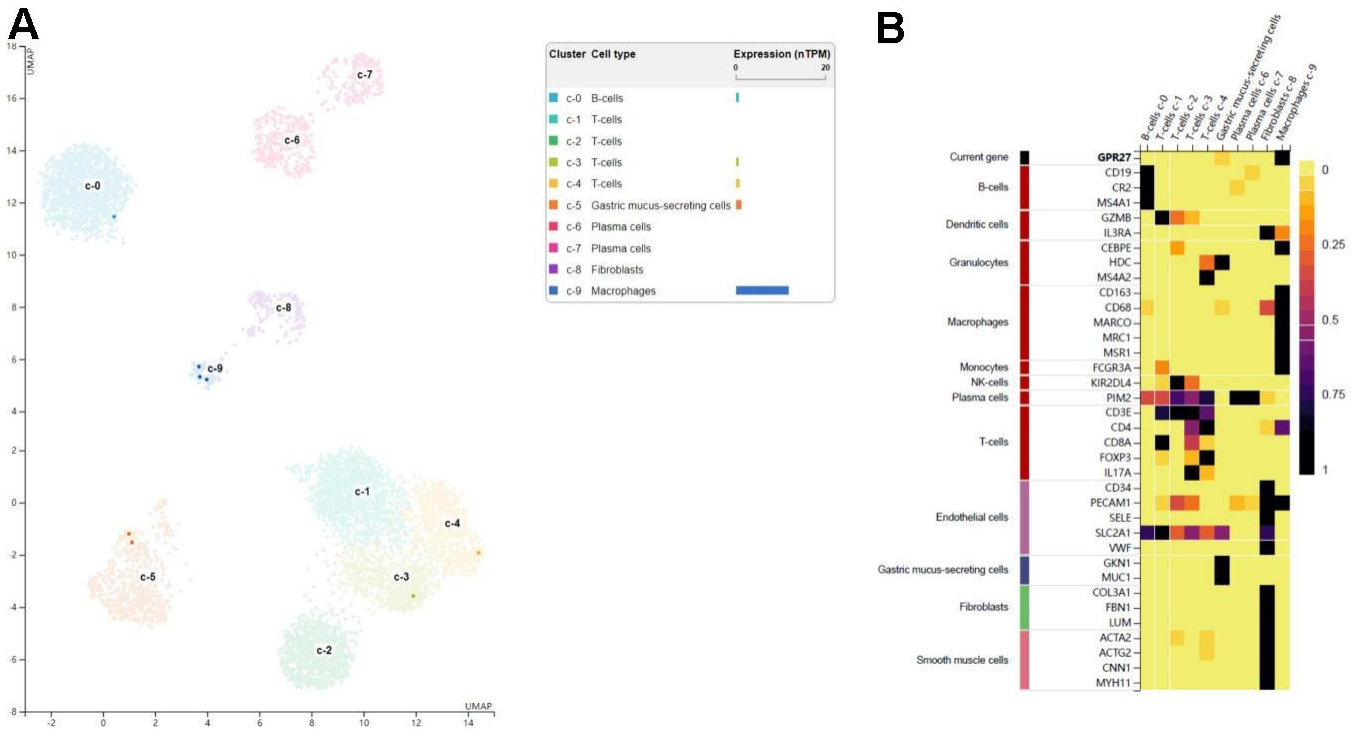 A
18
UMAP
16
14
12
10
8
6
4
2
0
-2
-4
-6
-8
-2
0
2
4
6
8
10
12
14
UMAP
c-7
c-6
c-0
c-8
c-9
c-1
c-4
c-3
c-5
c-2
Cluster Cell type Expression (nTPM)
0 20
c-0 B-cells
c-1 T-cells
c-2 T-cells
c-3 T-cells
c-4 T-cells
c-5 Gastric mucus-secreting cells
c-6 Plasma cells
c-7 Plasma cells
c-8 Fibroblasts
c-9 Macrophages
B
B-cells c-0
T-cells c-1
T-cells c-2
T-cells c-3
T-cells c-4
Gastric mucus-secreting cells
Plasma cells c-6
Plasma cells c-7
Fibroblasts c-8
Macrophages c-9
Current gene GPR27
CD19
B-cells CR2
MS4A1
GZMB
Dendritic cells
IL3RA
CEBPE
Granulocytes HDC
MS4A2
CD163
CD68
Macrophages MARCO
MRC1
MSR1
Monocytes FCGR3A
NK-cells KIR2DL4
Plasma cells PIM2
CD3E
CD4
T-cells CD8A
FOXP3
IL17A
CD34
PECAM1
Endothelial cells SELE
SLC2A1
VWF
Gastric mucus-secreting cells GKN1
MUC1
COL3A1
Fibroblasts FBN1
LUM
ACTA2
Smooth muscle cells ACTG2
CNN1
MYH11
0
0.25
0.5
0.75
1